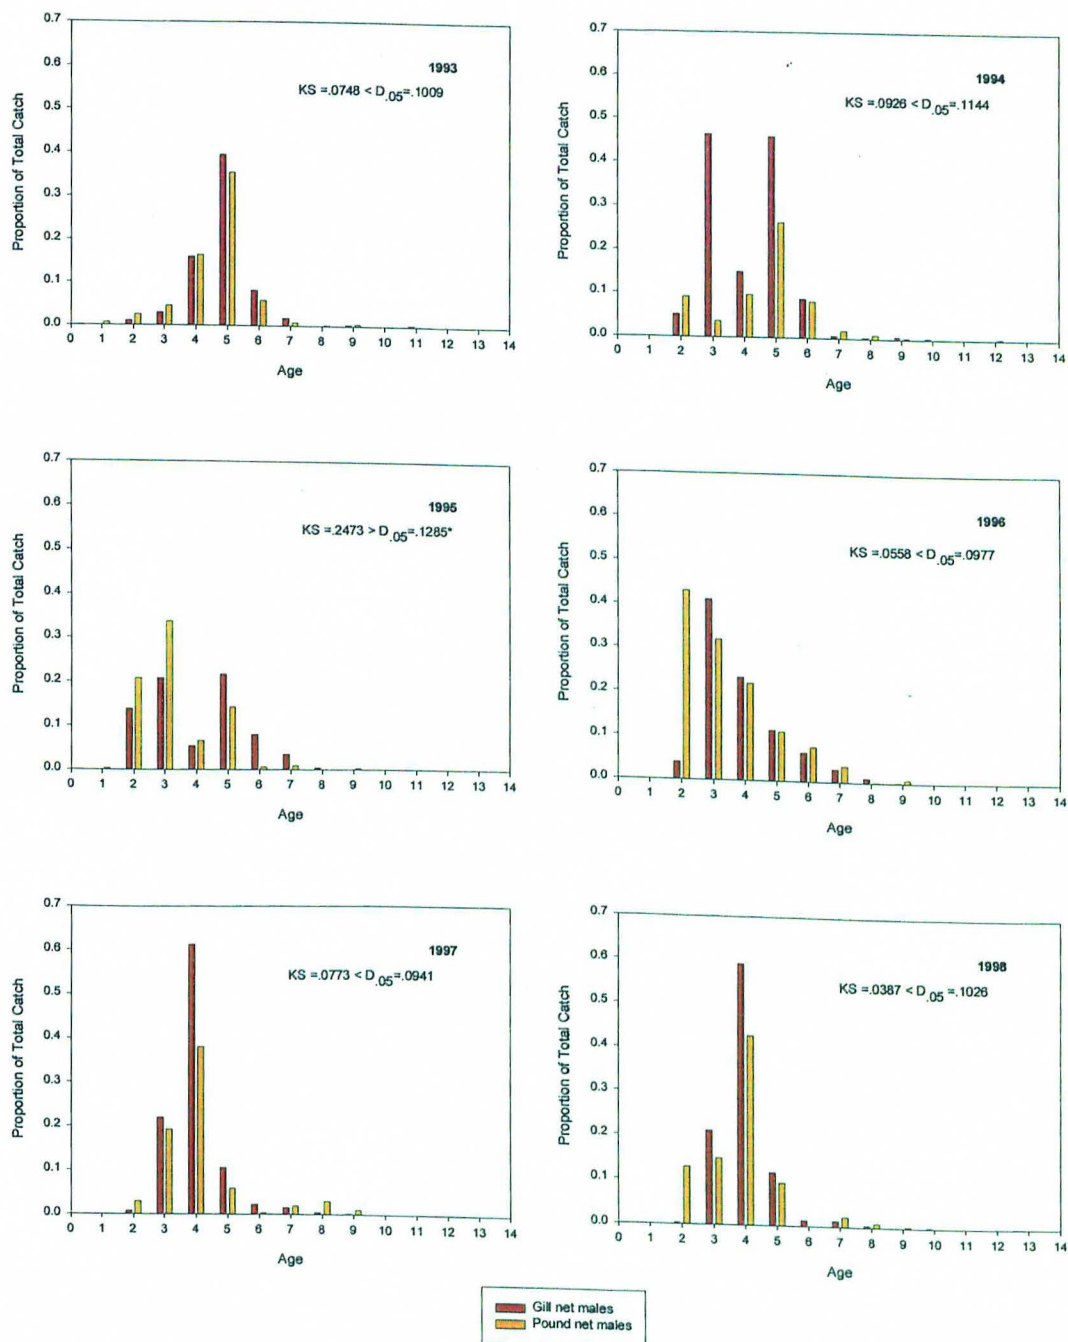 1993
KS =.0748 < D.05=.1009
Proportion of Total Catch
0.7
0.6
0.5
0.4
0.3
0.2
0.1
0.0
0 1 2 3 4 5 6 7 8 9 10 11 12 13 14
Age
1994
KS =.0926 < D.05=.1144
Proportion of Total Catch
0.7
0.6
0.5
0.4
0.3
0.2
0.1
0.0
0 1 2 3 4 5 6 7 8 9 10 11 12 13 14
Age
1995
KS =.2473 > D.05=.1285*
Proportion of Total Catch
0.7
0.6
0.5
0.4
0.3
0.2
0.1
0.0
0 1 2 3 4 5 6 7 8 9 10 11 12 13 14
Age
1996
KS =.0558 < D.05=.0977
Proportion of Total Catch
0.7
0.6
0.5
0.4
0.3
0.2
0.1
0.0
0 1 2 3 4 5 6 7 8 9 10 11 12 13 14
Age
1997
KS =.0773 < D.05=.0941
Proportion of Total Catch
0.7
0.6
0.5
0.4
0.3
0.2
0.1
0.0
0 1 2 3 4 5 6 7 8 9 10 11 12 13 14
Age
1998
KS =.0387 < D.05 =.1026
Proportion of Total Catch
0.7
0.6
0.5
0.4
0.3
0.2
0.1
0.0
0 1 2 3 4 5 6 7 8 9 10 11 12 13 14
Age
Gill net males
Pound net males